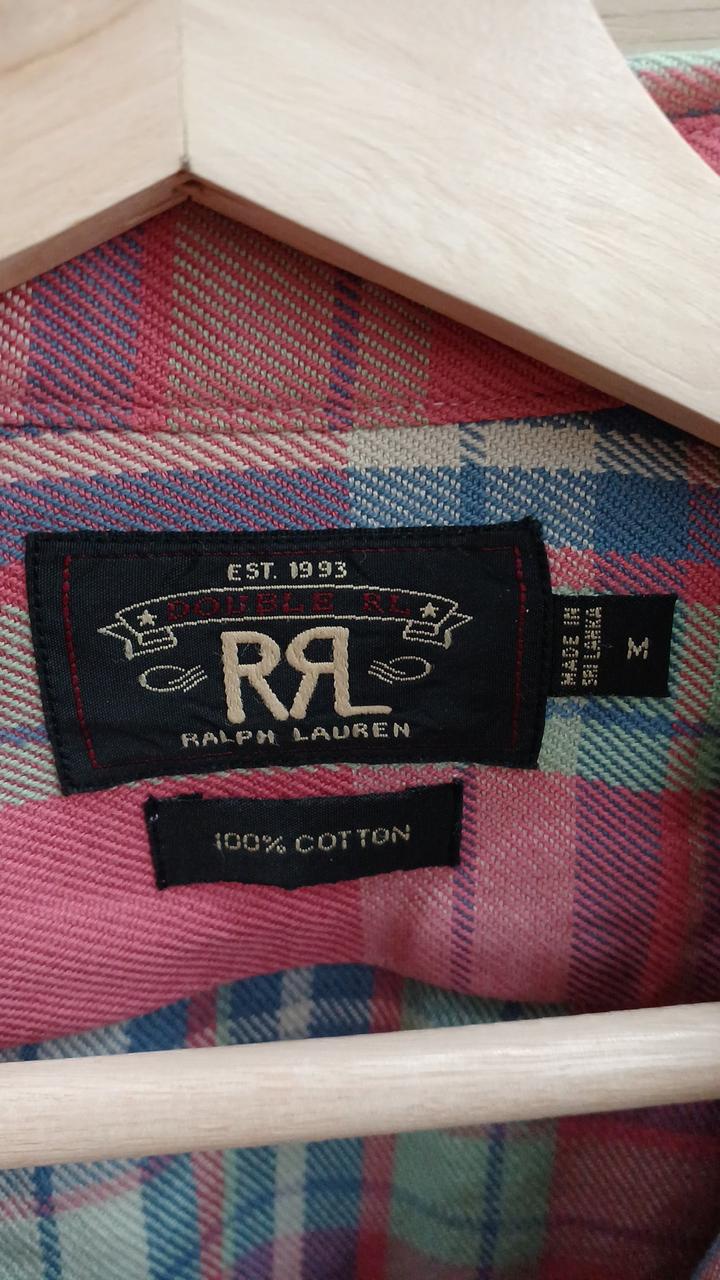 EST. 1993
DOUBLE RL
RRL
RALPH LAUREN
MADE IN
SRI LANKA
M
100% COTTON